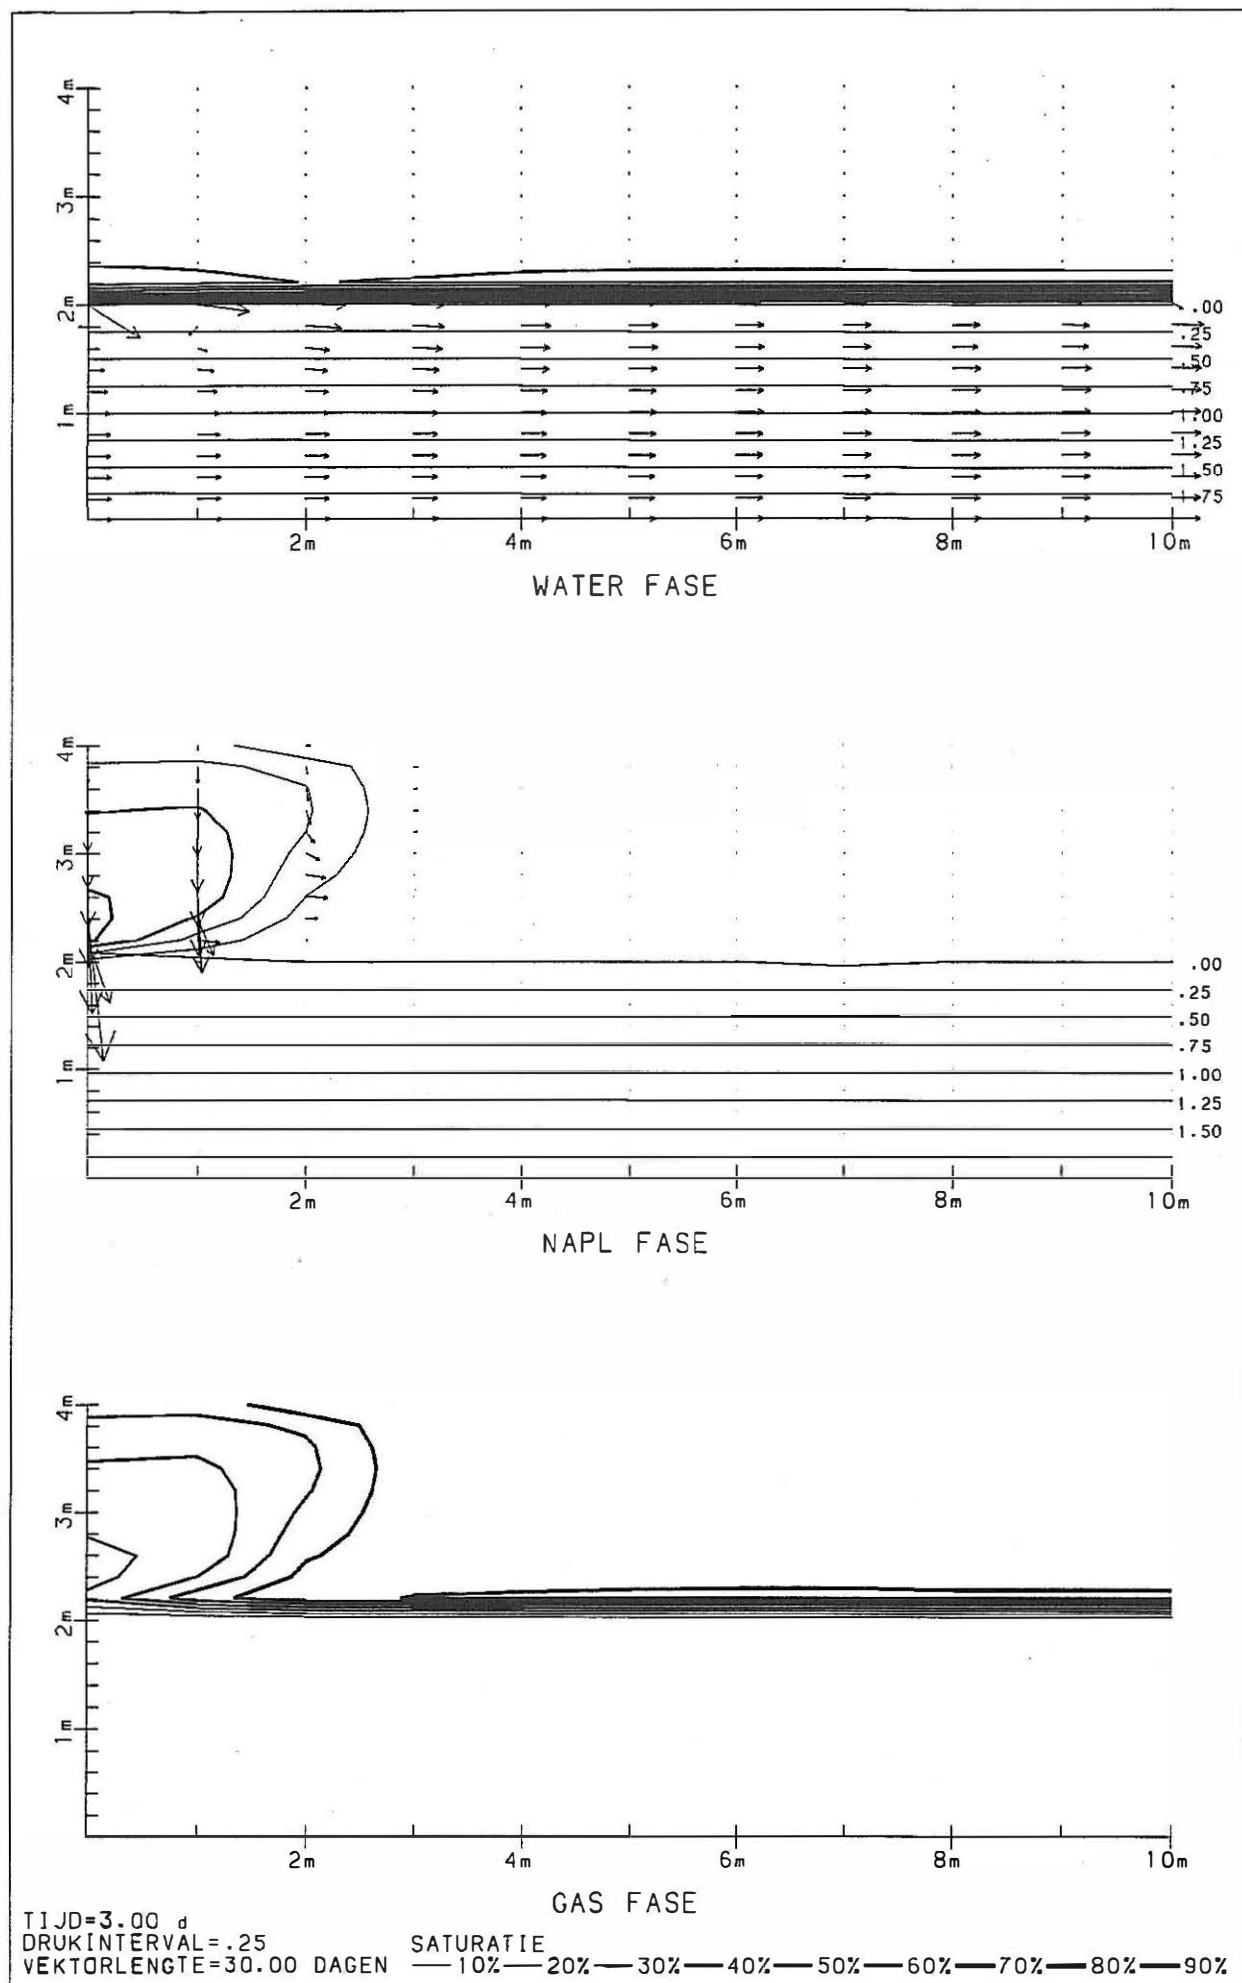 4m
3m
2m
1m
.00
.25
.50
.75
1.00
1.25
1.50
1.75
2m 4m 6m 8m 10m
WATER FASE
4m
3m
2m
1m
.00
.25
.50
.75
1.00
1.25
1.50
2m 4m 6m 8m 10m
NAPL FASE
4m
3m
2m
1m
2m 4m 6m 8m 10m
GAS FASE
TIJD=3.00 d
DRUKINTERVAL=.25
SATURATIE
VEKTORLENGTE=30.00 DAGEN
10% 20% 30% 40% 50% 60% 70% 80% 90%